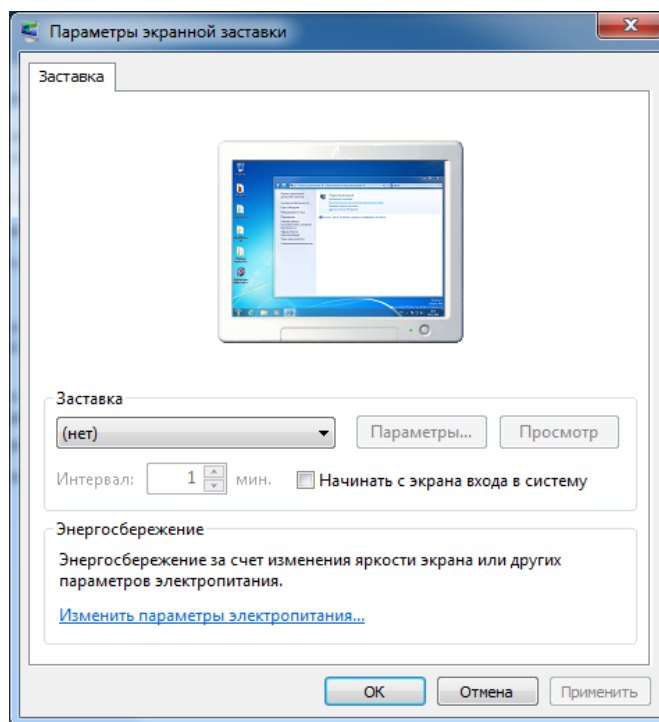 Параметры экранной заставки
Заставка
Заставка
(нет)
Параметры...
Просмотр
Интервал:
1
мин.
Начинать с экрана входа в систему
Энергосбережение
Энергосбережение за счет изменения яркости экрана или других
параметров электропитания.
Изменить параметры электропитания...
ОК
Отмена
Применить